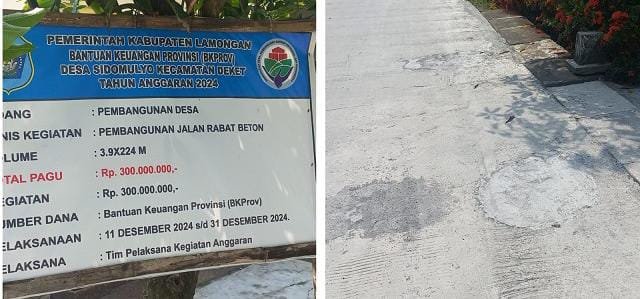 PEMERINTAH KABUPATEN LAMONGAN
BANTUAN KEUANGAN PROVINSI (BKPROV)
DESA SIDOMULYO KECAMATAN DEKET
TAHUN ANGGARAN 2024
DANG : PEMBANGUNAN DESA
NIS KEGIATAN : PEMBANGUNAN JALAN RABAT BETON
OLUME : 3.9X224 M
OTAL PAGU : Rp. 300.000.000,-
EGIATAN : Rp. 300.000.000,-
UMBER DANA : Bantuan Keuangan Provinsi (BKProv)
ELAKSANAAN : 11 DESEMBER 2024 s/d 31 DESEMBER 2024.
ELAKSANA : Tim Pelaksana Kegiatan Anggaran